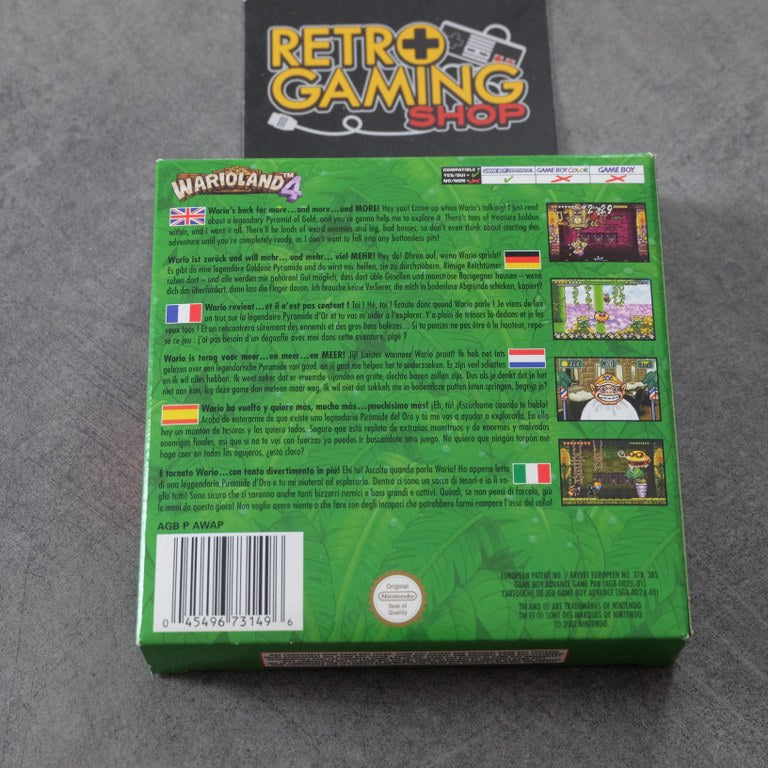 RETRO
GAMING
SHOP
WARIOLAND™ 4
COMPATIBLE ?
YES/OUI =
NO/NON =
GAME BOY ADVANCE
GAME BOY COLOR
GAME BOY
Wario's back for more...and more...and MORE! Hey you! Listen up when Wario's talking! I just read
about a legendary Pyramid of Gold, and you're gonna help me to explore it. There's tons of treasure hidden
within, and I want it all. There'll be loads of weird enemies and big, bad bosses, so don't even think about starting this
adventure until you're completely ready, as I don't want to fall into any bottomless pits!
Wario ist zurück und will mehr... und mehr... viel MEHR! Hey du! Ohren auf, wenn Wario spricht!
Es gibt da eine legendäre Goldene Pyramide und du wirst mir helfen, sie zu durchstöbern. Riesige Reichtümer
ruhen dort – und alle werden mir gehören! Gut möglich, dass dort üble Gesellen und monströse Bossgegner hausen – wenn
dich das überfordert, dann lass die Finger davon. Ich brauche keine Verlierer, die mich in bodenlose Abgründe schicken, kapiert?
Wario revient...et il n'est pas content ! Toi ! Hé, toi ! Ecoute donc quand Wario parle ! Je viens de lire
un truc sur la légendaire Pyramide d'Or et tu vas m'aider à l'explorer. Y'a plein de trésors là-dedans et je les
veux tous ! Et on rencontrera sûrement des ennemis et des gros boss balèzes... Si tu penses ne pas être à la hauteur, repo-
se ce jeu : j'ai pas besoin d'un dégonflé avec moi dans cette aventure, pigé ?
Wario is terug voor meer...en meer...en MEER! Jij! Luister wanneer Wario praat! Ik heb net iets
gelezen over een legendarische Pyramide van goud, en jij gaat me helpen het te onderzoeken. Er zijn veel schatten
en ik wil alles hebben. Ik weet zeker dat er vreemde vijanden en grote, slechte bazen zullen zijn. Dus als je denkt dat je het
niet aan kan, leg deze game dan meteen maar weg. Ik wil niet dat sukkels me in bodemloze putten laten springen, begrijp je?
Wario ha vuelto y quiere más, mucho más...¡muchísimo más! ¡Eh, tú! ¡Escúchame cuando te hablo!
Acabo de enterarme de que existe una legendaria Pirámide del Oro y tú me vas a ayudar a explorarla. En ella
hay un montón de tesoros y los quiero todos. Seguro que está repleta de extraños monstruos y de enormes y malvados
enemigos finales, así que si no te ves con fuerzas ya puedes ir buscándote otro juego. No quiero que ningún torpón me
haga caer en todos los agujeros, ¿está claro?
È tornato Wario...con tanto divertimento in più! Ehi tu! Ascolta quando parla Wario! Ho appena letto
di una leggendaria Piramide d'Oro e tu mi aiuterai ad esplorarla. Dentro ci sono un sacco di tesori e io li vo-
glio tutti! Sono sicuro che ci saranno anche tanti bizzarri nemici e boss grandi e cattivi. Quindi, se non pensi di farcela, giù
le mani da questo gioco! Non voglio avere niente a che fare con degli incapaci che potrebbero farmi rompere l'osso del collo!
AGB P AWAP
0 45496 73149 6
Original
Nintendo
Seal of
Quality
EUROPEAN PATENT NO. / BREVET EUROPEEN NO. 378 385
GAME BOY ADVANCE GAME PAK (AGB-002)(-01)
CARTOUCHE DE JEU GAME BOY ADVANCE (AGB-002)(-01)
TM AND ® ARE TRADEMARKS OF NINTENDO.
TM ET ® SONT DES MARQUES DE NINTENDO.
© 2001 NINTENDO.